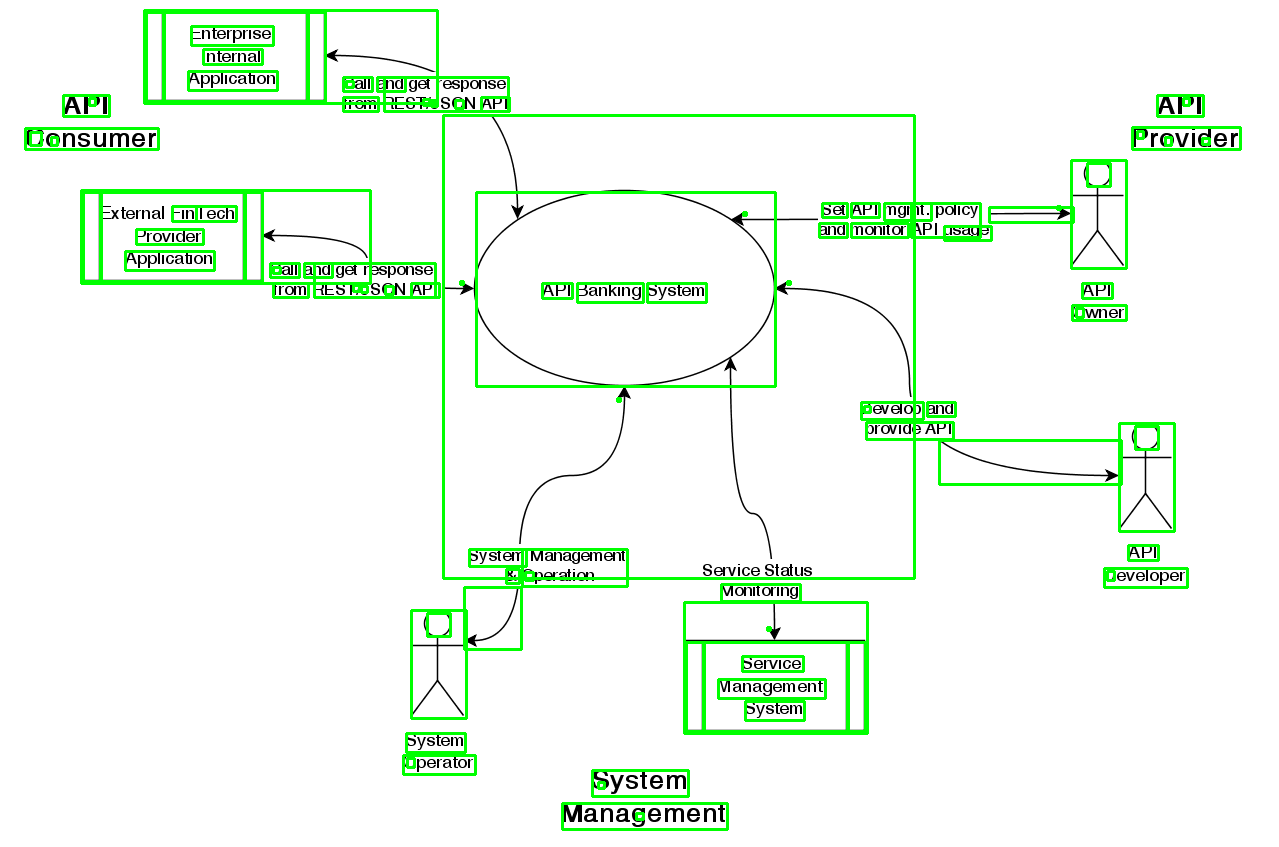 Enterprise
Internal
Application
Call and get response
from REST/JSON API
API
Consumer
API
Provider
External FinTech
Provider
Application
Call and get response
from REST/JSON API
API Banking System
Set API mgmt. policy
and monitor API usage
API
Owner
Develop and
provide API
API
Developer
System Management
& Operation
Service Status
Monitoring
Service
Management
System
System
Operator
System
Management